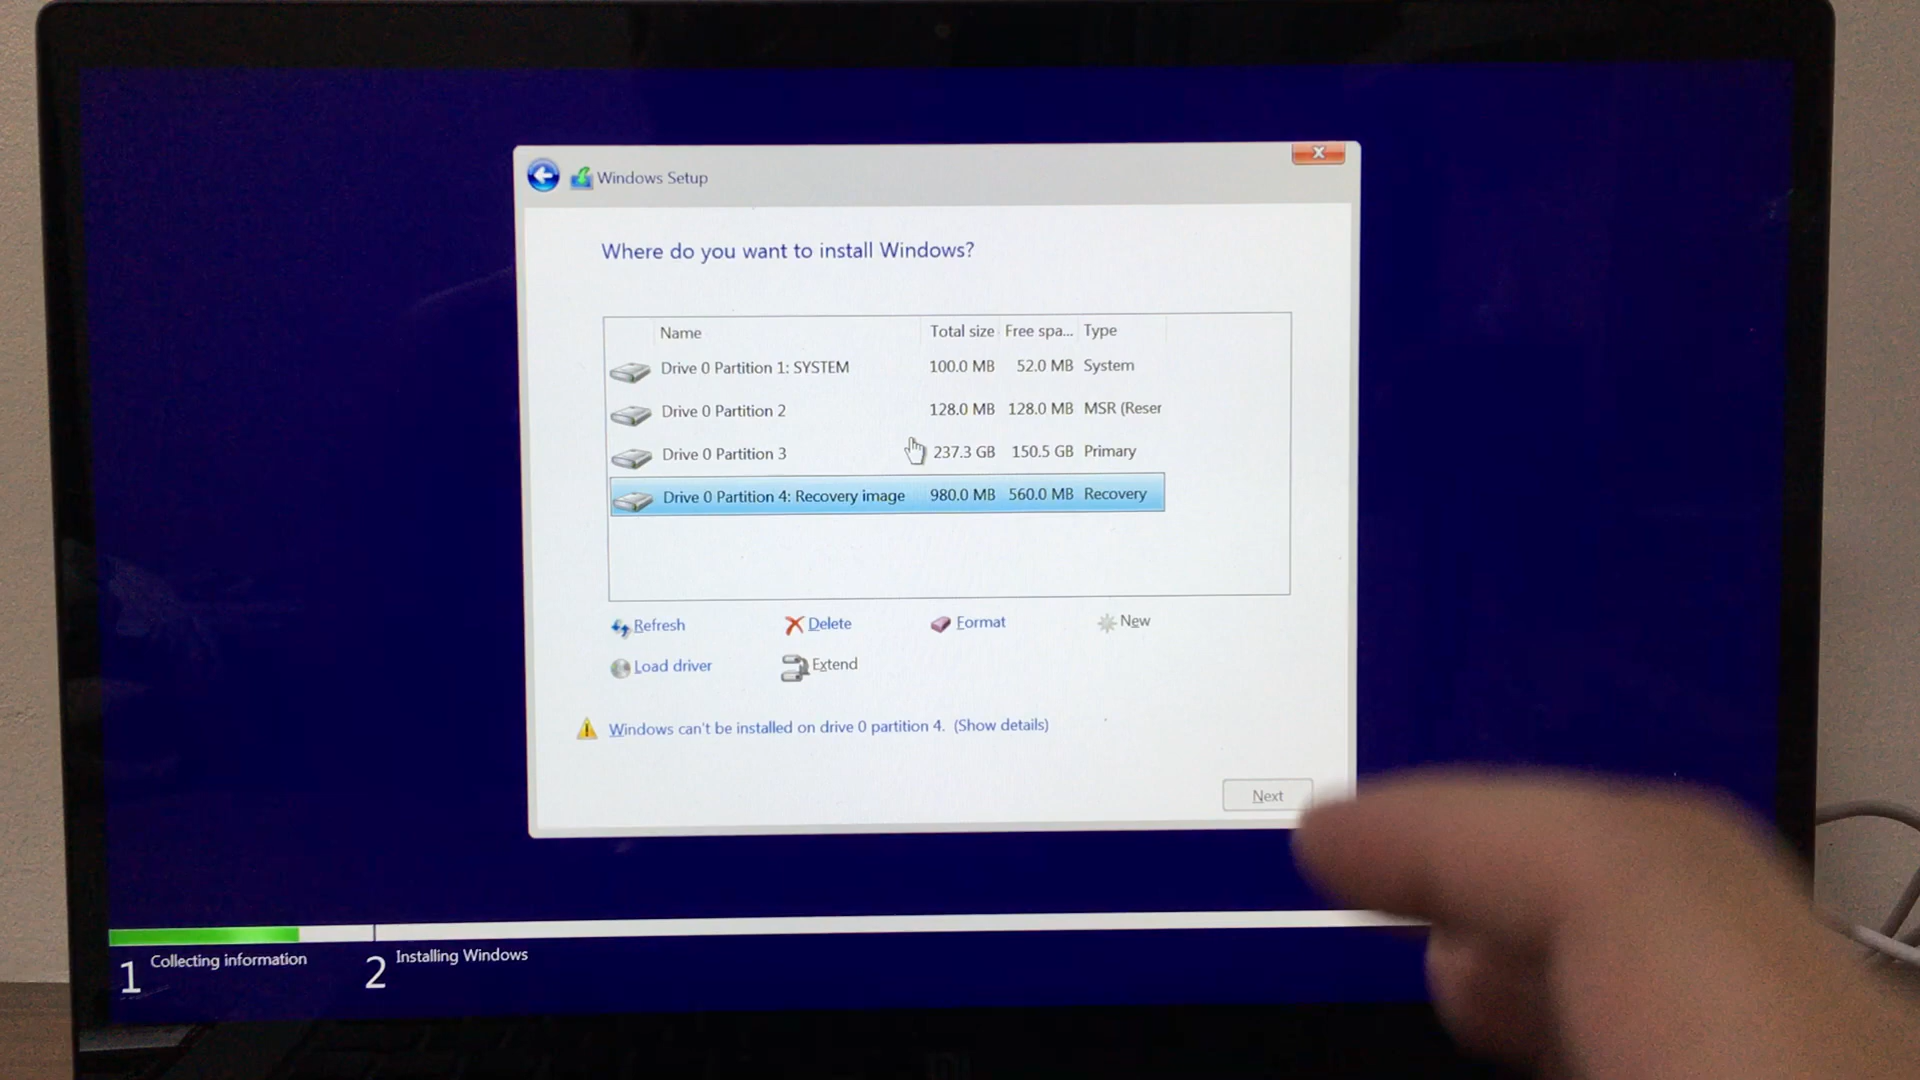 Windows Setup
Where do you want to install Windows?
Name Total size Free spa... Type
Drive 0 Partition 1: SYSTEM 100.0 MB 52.0 MB System
Drive 0 Partition 2 128.0 MB 128.0 MB MSR (Reser
Drive 0 Partition 3 237.3 GB 150.5 GB Primary
Drive 0 Partition 4: Recovery image 980.0 MB 560.0 MB Recovery
Refresh Delete Format New
Load driver Extend
Windows can't be installed on drive 0 partition 4. (Show details)
Next
1 Collecting information 2 Installing Windows